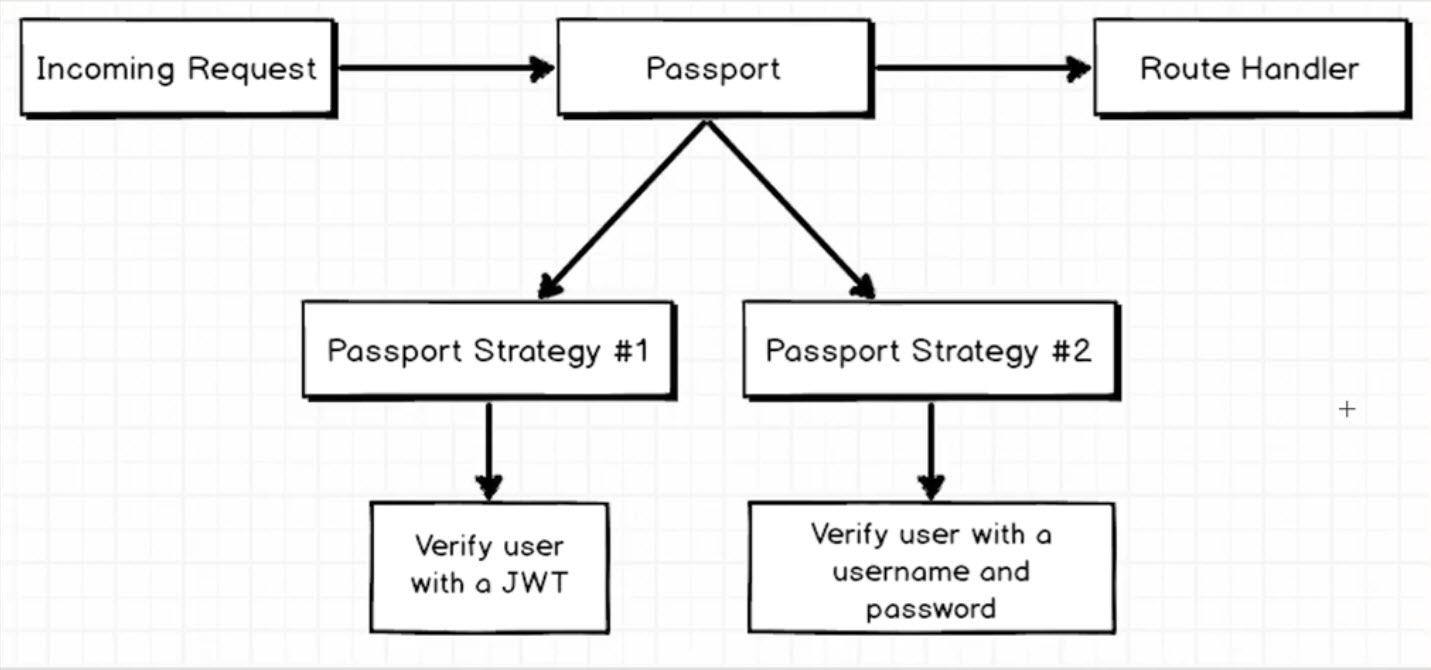 Incoming Request
Passport
Route Handler
Passport Strategy #1
Passport Strategy #2
Verify user
with a JWT
Verify user with a
username and
password